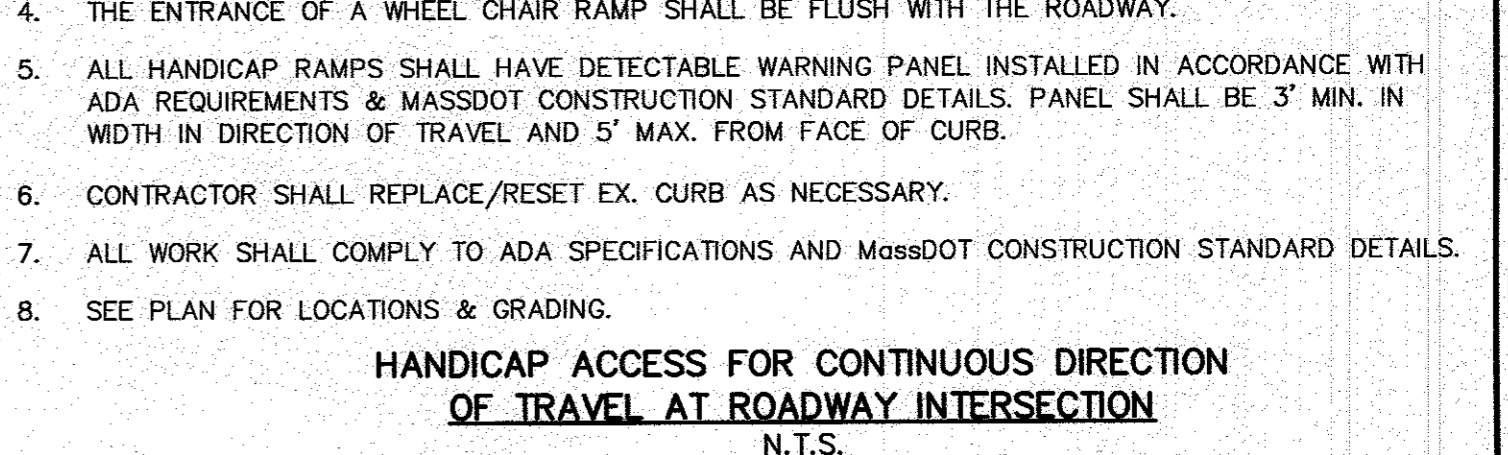 4. THE ENTRANCE OF A WHEEL CHAIR RAMP SHALL BE FLUSH WITH THE ROADWAY.
5. ALL HANDICAP RAMPS SHALL HAVE DETECTABLE WARNING PANEL INSTALLED IN ACCORDANCE WITH
ADA REQUIREMENTS & MASSDOT CONSTRUCTION STANDARD DETAILS. PANEL SHALL BE 3' MIN. IN
WIDTH IN DIRECTION OF TRAVEL AND 5' MAX. FROM FACE OF CURB.
6. CONTRACTOR SHALL REPLACE/RESET EX. CURB AS NECESSARY.
7. ALL WORK SHALL COMPLY TO ADA SPECIFICATIONS AND MassDOT CONSTRUCTION STANDARD DETAILS.
8. SEE PLAN FOR LOCATIONS & GRADING.
HANDICAP ACCESS FOR CONTINUOUS DIRECTION
OF TRAVEL AT ROADWAY INTERSECTION
N.T.S.